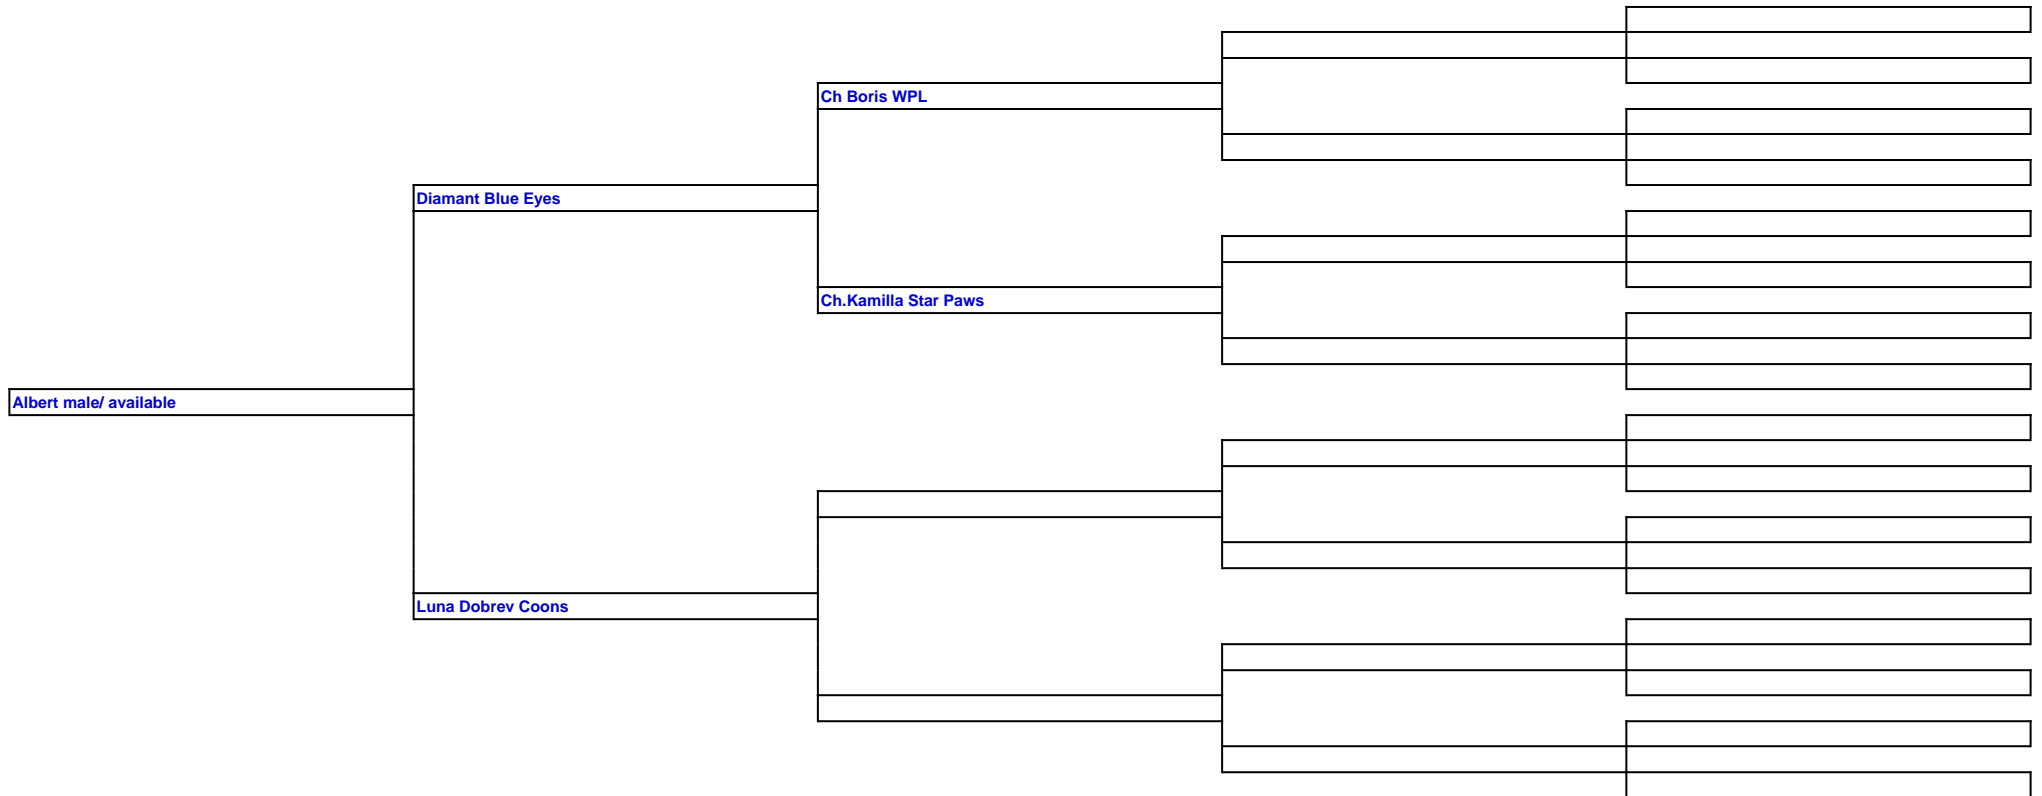 Ch Boris WPL
Diamant Blue Eyes
Ch.Kamilla Star Paws
Albert male/ available
Luna Dobrev Coons